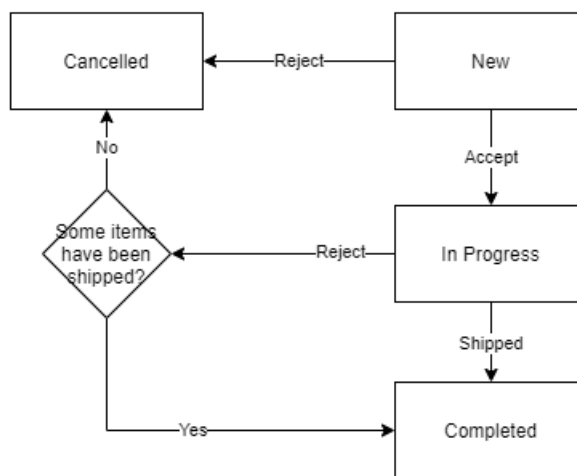 Cancelled
Reject
New
No
Accept
Some items
have been
shipped?
Reject
In Progress
Shipped
Yes
Completed